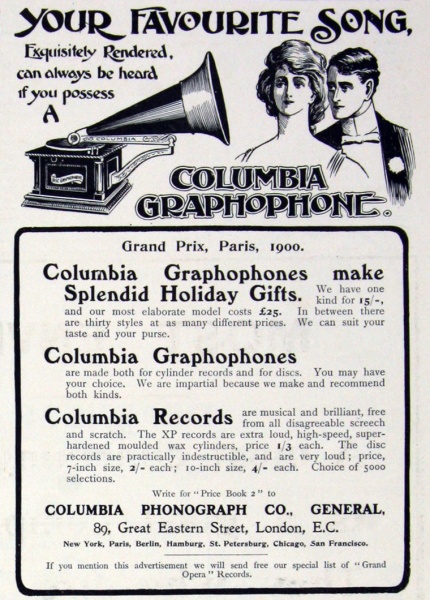 YOUR FAVOURITE SONG,
Exquisitely Rendered,
can always be heard
if you possess
A
COLUMBIA
COLUMBIA
GRAPHOPHONE.
Grand Prix, Paris, 1900.
Columbia Graphophones make
Splendid Holiday Gifts. We have one
kind for 15/-,
and our most elaborate model costs £25. In between there
are thirty styles at as many different prices. We can suit your
taste and your purse.
Columbia Graphophones
are made both for cylinder records and for discs. You may have
your choice. We are impartial because we make and recommend
both kinds.
Columbia Records are musical and brilliant, free
from all disagreeable screech
and scratch. The XP records are extra loud, high-speed, super-
hardened moulded wax cylinders, price 1/3 each. The disc
records are practically indestructible, and are very loud; price,
7-inch size, 2/- each; 10-inch size, 4/- each. Choice of 5000
selections.
Write for "Price Book 2" to
COLUMBIA PHONOGRAPH CO., GENERAL,
89, Great Eastern Street, London, E.C.
New York, Paris, Berlin, Hamburg, St. Petersburg, Chicago, San Francisco.
If you mention this advertisement we will send free our special list of "Grand
Opera" Records.